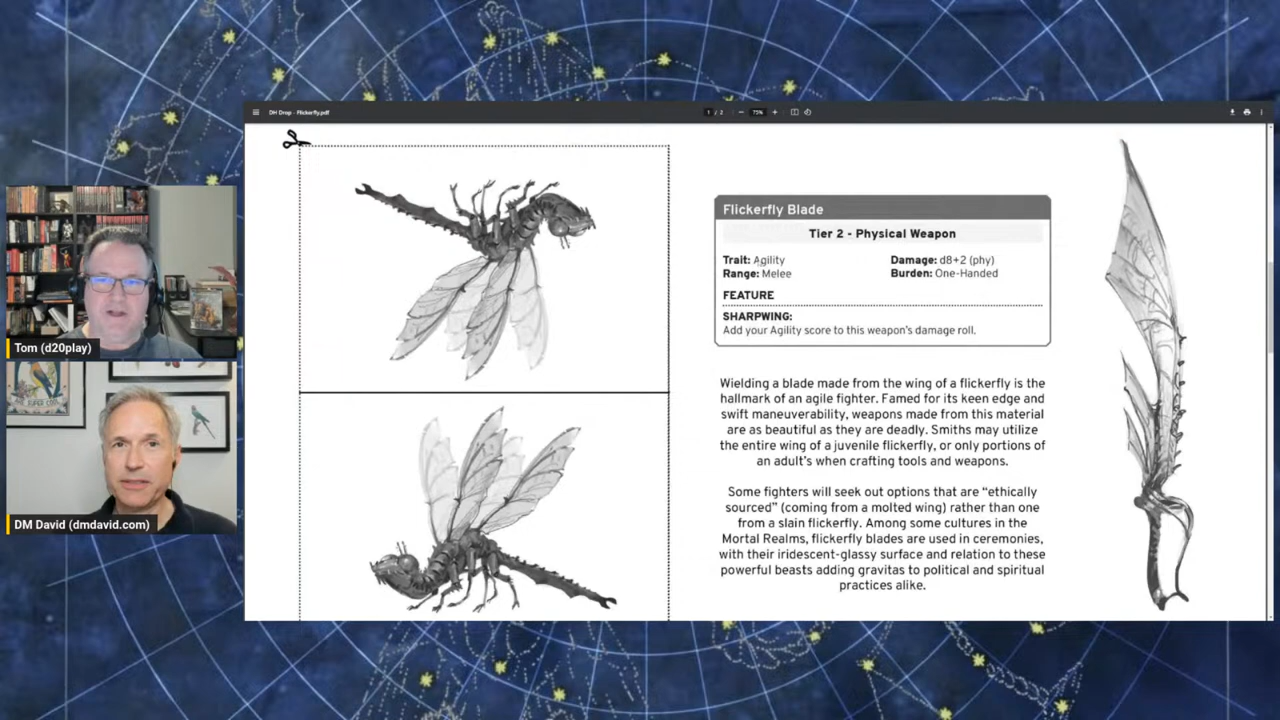 DH Drop - Flickerfly.pdf
1 / 2
75%
Flickerfly Blade
Tier 2 - Physical Weapon
Trait: Agility
Damage: d8+2 (phy)
Range: Melee
Burden: One-Handed
FEATURE
SHARPWING:
Add your Agility score to this weapon's damage roll.
Wielding a blade made from the wing of a flickerfly is the
hallmark of an agile fighter. Famed for its keen edge and
swift maneuverability, weapons made from this material
are as beautiful as they are deadly. Smiths may utilize
the entire wing of a juvenile flickerfly, or only portions of
an adult's when crafting tools and weapons.
Some fighters will seek out options that are “ethically
sourced” (coming from a molted wing) rather than one
from a slain flickerfly. Among some cultures in the
Mortal Realms, flickerfly blades are used in ceremonies,
with their iridescent-glassy surface and relation to these
powerful beasts adding gravitas to political and spiritual
practices alike.
Tom (d20play)
SUPER COOL
DM David (dmdavid.com)